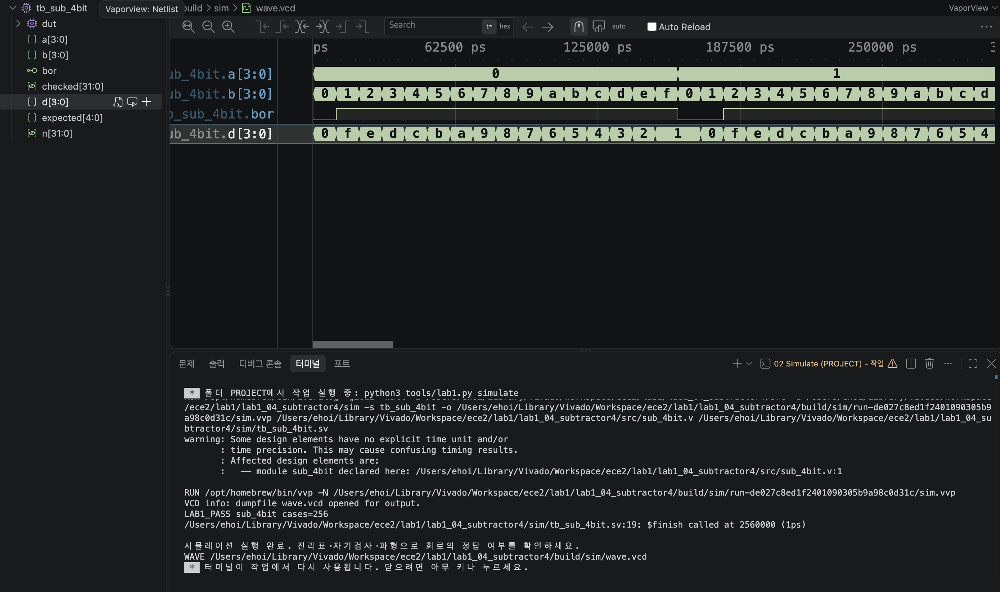 tb_sub_4bit
Vaporview: Netlist
build > sim > wave.vcd
VaporView
dut
a[3:0]
b[3:0]
bor
checked[31:0]
d[3:0]
expected[4:0]
n[31:0]
Search
t=
hex
auto
Auto Reload
ps 62500 ps 125000 ps 187500 ps 250000 ps 3
ub_4bit.a[3:0] 0 1
ub_4bit.b[3:0] 0 1 2 3 4 5 6 7 8 9 a b c d e f 0 1 2 3 4 5 6 7 8 9 a b c d
b_sub_4bit.bor
ub_4bit.d[3:0] 0 f e d c b a 9 8 7 6 5 4 3 2 1 0 f e d c b a 9 8 7 6 5 4
문제 출력 디버그 콘솔 터미널 포트
02 Simulate (PROJECT) - 작업
* 폴더 PROJECT에서 작업 실행 중: python3 tools/lab1.py simulate
/ece2/lab1/lab1_04_subtractor4/sim -s tb_sub_4bit -o /Users/ehoi/Library/Vivado/Workspace/ece2/lab1/lab1_04_subtractor4/build/sim/run-de027c8ed1f2401090305b9
a98c0d31c/sim.vvp /Users/ehoi/Library/Vivado/Workspace/ece2/lab1/lab1_04_subtractor4/src/sub_4bit.v /Users/ehoi/Library/Vivado/Workspace/ece2/lab1/lab1_04_su
btractor4/sim/tb_sub_4bit.sv
warning: Some design elements have no explicit time unit and/or
: time precision. This may cause confusing timing results.
: Affected design elements are:
: -- module sub_4bit declared here: /Users/ehoi/Library/Vivado/Workspace/ece2/lab1/lab1_04_subtractor4/src/sub_4bit.v:1
RUN /opt/homebrew/bin/vvp -N /Users/ehoi/Library/Vivado/Workspace/ece2/lab1/lab1_04_subtractor4/build/sim/run-de027c8ed1f2401090305b9a98c0d31c/sim.vvp
VCD info: dumpfile wave.vcd opened for output.
LAB1_PASS sub_4bit cases=256
/Users/ehoi/Library/Vivado/Workspace/ece2/lab1/lab1_04_subtractor4/sim/tb_sub_4bit.sv:19: $finish called at 2560000 (1ps)
시뮬레이션 실행 완료. 진리표·자기검사·파형으로 회로의 정답 여부를 확인하세요.
WAVE /Users/ehoi/Library/Vivado/Workspace/ece2/lab1/lab1_04_subtractor4/build/sim/wave.vcd
* 터미널이 작업에서 다시 사용됩니다. 닫으려면 아무 키나 누르세요.